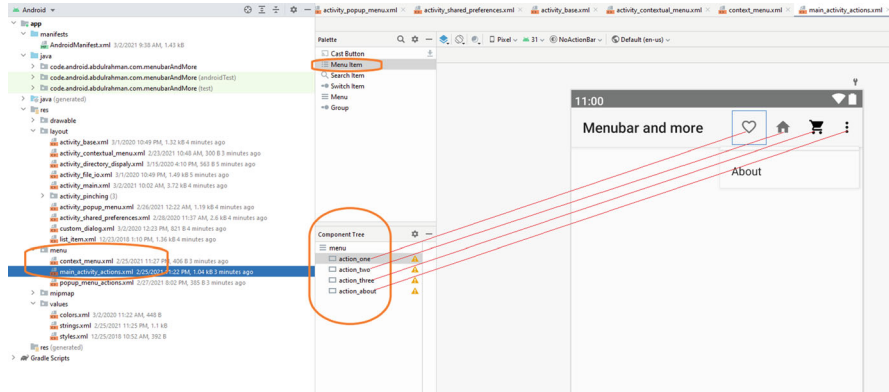 Android
app
manifests
AndroidManifest.xml 3/2/2021 9:38 AM, 1.43 kB
java
code.android.abdulrahman.com.menubarAndMore
code.android.abdulrahman.com.menubarAndMore (androidTest)
code.android.abdulrahman.com.menubarAndMore (test)
java (generated)
res
drawable
layout
activity_base.xml 3/1/2020 10:49 PM, 1.32 kB 4 minutes ago
activity_contextual_menu.xml 2/23/2021 10:48 AM, 300 B 3 minutes ago
activity_directory_dispaly.xml 3/15/2020 4:10 PM, 563 B 5 minutes ago
activity_file_io.xml 3/1/2020 10:49 PM, 1.49 kB 5 minutes ago
activity_main.xml 3/2/2021 10:02 AM, 3.72 kB 4 minutes ago
activity_pinching (3)
activity_popup_menu.xml 2/26/2021 12:22 AM, 1.19 kB 4 minutes ago
activity_shared_preferences.xml 2/28/2020 11:37 AM, 2.6 kB 4 minutes ago
custom_dialog.xml 3/2/2020 12:23 PM, 821 B 4 minutes ago
list_item.xml 12/23/2018 1:10 PM, 1.36 kB 4 minutes ago
menu
context_menu.xml 2/25/2021 11:27 PM, 406 B 3 minutes ago
main_activity_actions.xml 2/25/2021 11:22 PM, 1.04 kB 3 minutes ago
popup_menu_actions.xml 2/27/2021 8:02 PM, 385 B 3 minutes ago
mipmap
values
colors.xml 3/2/2020 11:22 AM, 448 B
strings.xml 2/25/2021 11:25 PM, 1.1 kB
styles.xml 12/25/2018 10:52 AM, 392 B
res (generated)
Gradle Scripts
activity_popup_menu.xml
activity_shared_preferences.xml
activity_base.xml
activity_contextual_menu.xml
context_menu.xml
main_activity_actions.xml
Palette
Pixel
31
NoActionBar
Default (en-us)
Cast Button
Menu Item
Search Item
Switch Item
Menu
Group
Component Tree
menu
action_one
action_two
action_three
action_about
11:00
Menubar and more
About